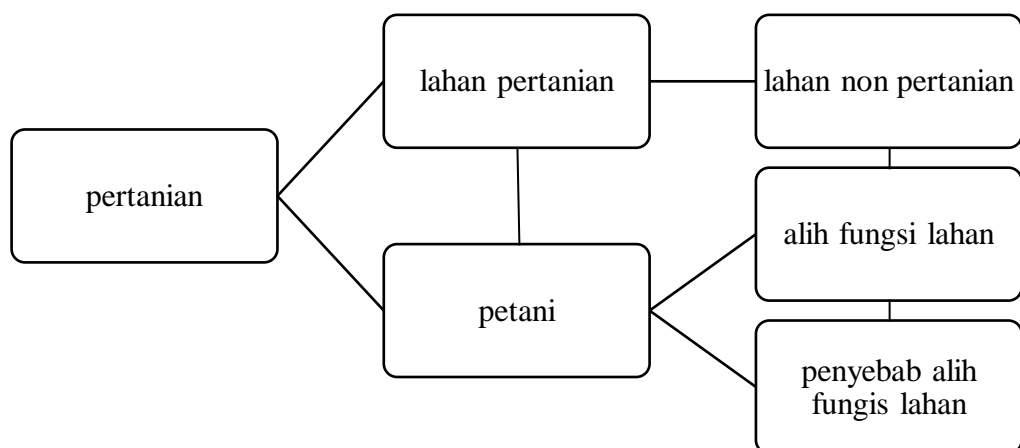 pertanian
lahan pertanian
petani
lahan non pertanian
alih fungsi lahan
penyebab alih
fungis lahan